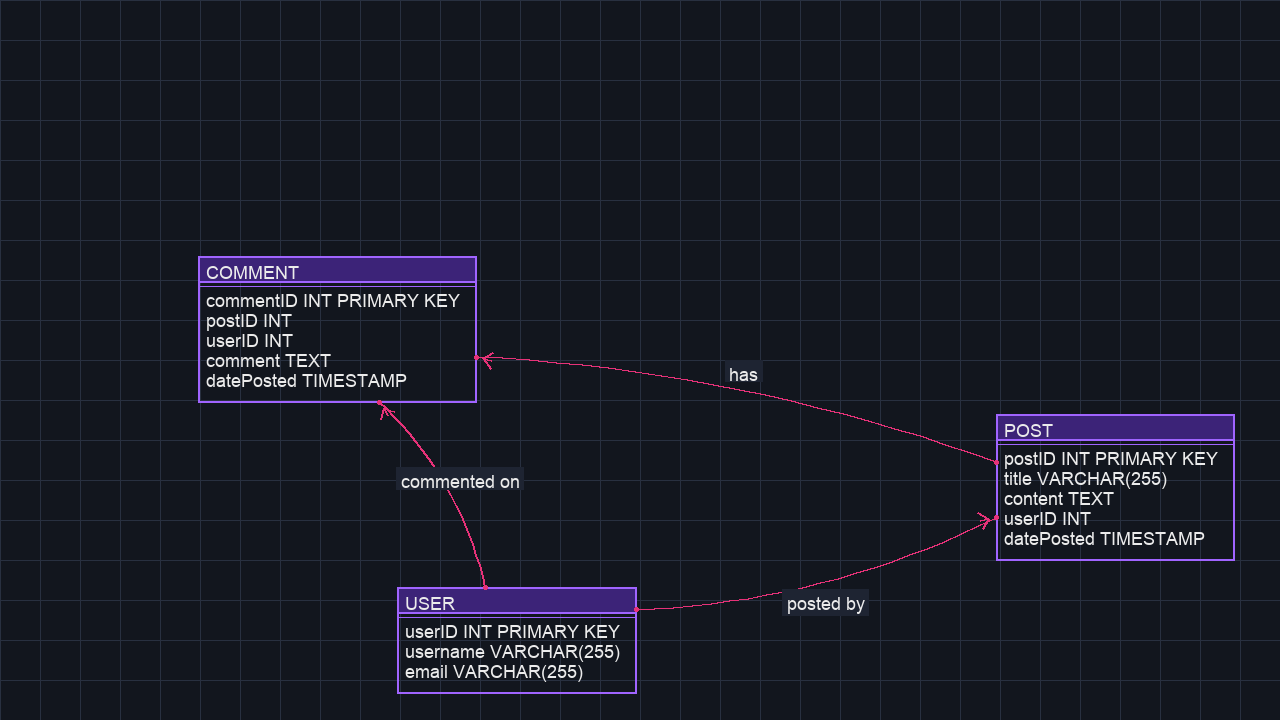 COMMENT
commentID INT PRIMARY KEY
postID INT
userID INT
comment TEXT
datePosted TIMESTAMP
has
POST
postID INT PRIMARY KEY
title VARCHAR(255)
content TEXT
userID INT
datePosted TIMESTAMP
commented on
posted by
USER
userID INT PRIMARY KEY
username VARCHAR(255)
email VARCHAR(255)